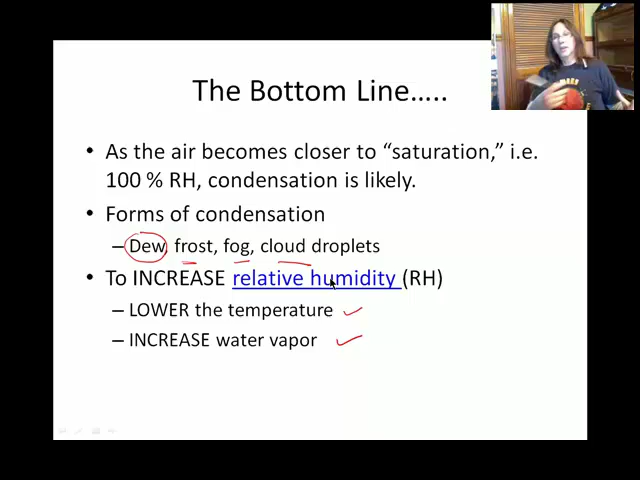 The Bottom Line…..
• As the air becomes closer to “saturation,” i.e.
100 % RH, condensation is likely.
• Forms of condensation
– Dew, frost, fog, cloud droplets
• To INCREASE relative humidity (RH)
– LOWER the temperature
– INCREASE water vapor